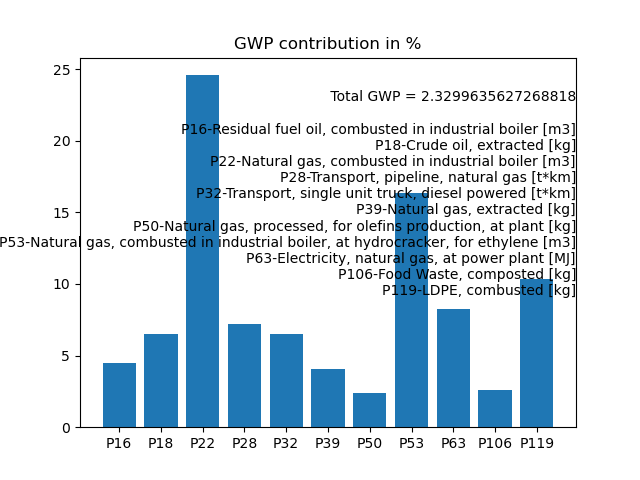 GWP contribution in %
25
20
15
10
5
0
Total GWP = 2.3299635627268818
P16-Residual fuel oil, combusted in industrial boiler [m3]
P18-Crude oil, extracted [kg]
P22-Natural gas, combusted in industrial boiler [m3]
P28-Transport, pipeline, natural gas [t*km]
P32-Transport, single unit truck, diesel powered [t*km]
P39-Natural gas, extracted [kg]
P50-Natural gas, processed, for olefins production, at plant [kg]
P53-Natural gas, combusted in industrial boiler, at hydrocracker, for ethylene [m3]
P63-Electricity, natural gas, at power plant [MJ]
P106-Food Waste, composted [kg]
P119-LDPE, combusted [kg]
P16 P18 P22 P28 P32 P39 P50 P53 P63 P106 P119